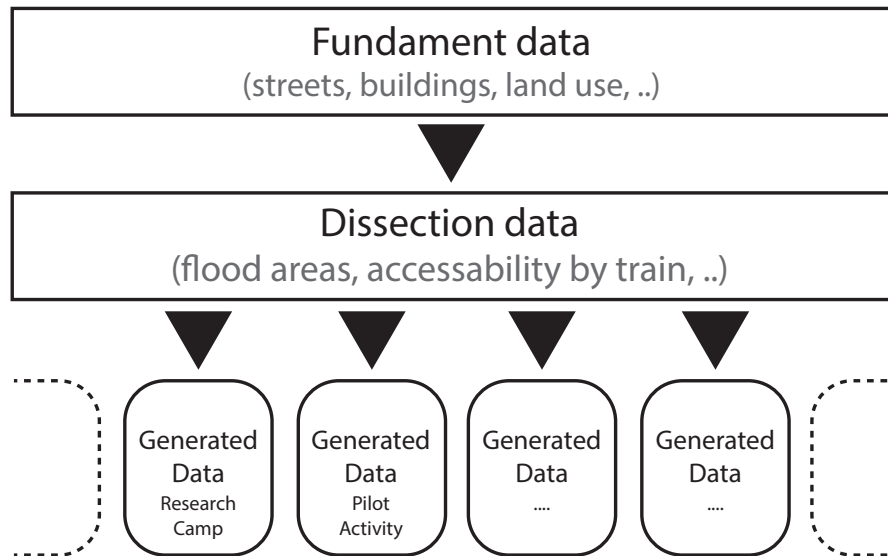 Fundament data
(streets, buildings, land use, ..)
Dissection data
(flood areas, accessability by train, ..)
Generated
Data
Research
Camp
Generated
Data
Pilot
Activity
Generated
Data
....
Generated
Data
....